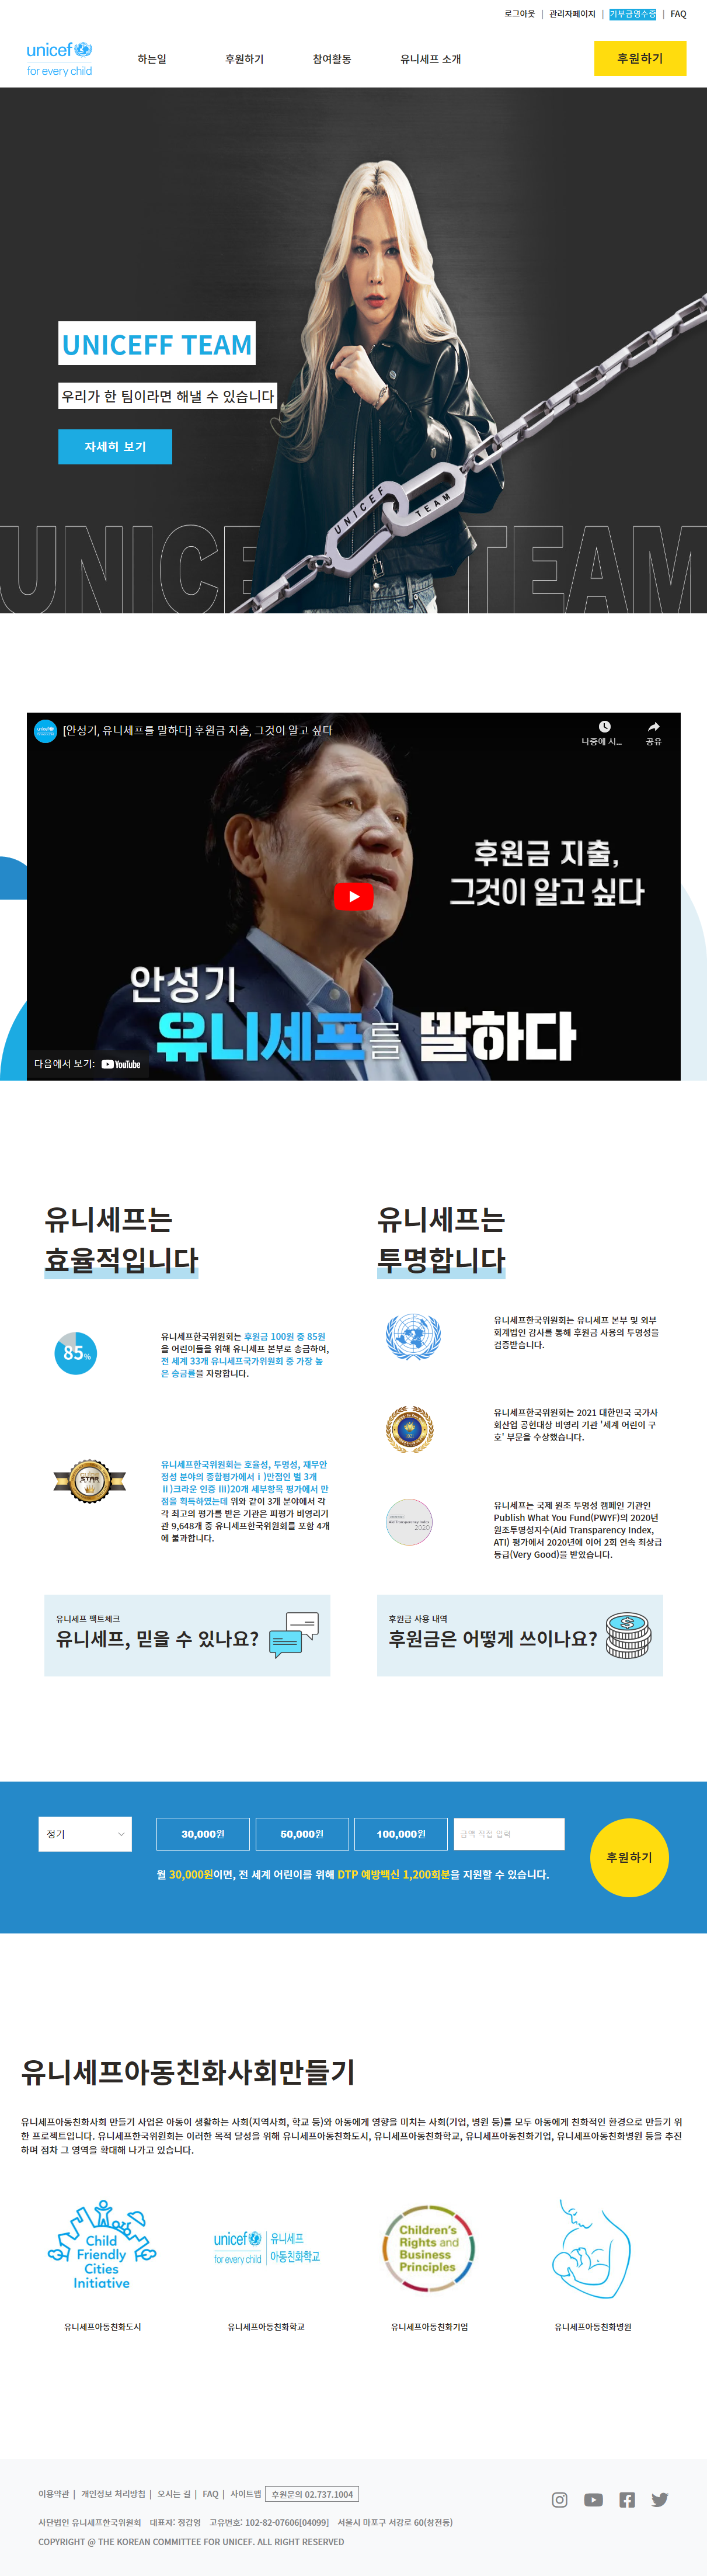 로그아웃 | 관리자페이지 | 기부금영수증 | FAQ
unicef
for every child
하는일 후원하기 참여활동 유니세프 소개
후원하기
UNICEFF TEAM
우리가 한 팀이라면 해낼 수 있습니다
자세히 보기
UNICEF
TEAM
UNICE TEAM
[안성기, 유니세프를 말하다] 후원금 지출, 그것이 알고 싶다
나중에 시...
공유
후원금 지출,
그것이 알고 싶다
안성기
유니세프를 말하다
다음에서 보기: YouTube
유니세프는
효율적입니다
85%
유니세프한국위원회는 후원금 100원 중 85원
을 어린이들을 위해 유니세프 본부로 송금하여,
전 세계 33개 유니세프국가위원회 중 가장 높
은 송금률을 자랑합니다.
STAR
유니세프한국위원회는 호율성, 투명성, 재무안
정성 분야의 종합평가에서ⅰ)만점인 별 3개
ⅱ)크라운 인증 ⅲ)20개 세부항목 평가에서 만
점을 획득하였는데 위와 같이 3개 분야에서 각
각 최고의 평가를 받은 기관은 피평가 비영리기
관 9,648개 중 유니세프한국위원회를 포함 4개
에 불과합니다.
유니세프 팩트체크
유니세프, 믿을 수 있나요?
유니세프는
투명합니다
유니세프한국위원회는 유니세프 본부 및 외부
회계법인 감사를 통해 후원금 사용의 투명성을
검증받습니다.
유니세프한국위원회는 2021 대한민국 국가사
회산업 공헌대상 비영리 기관 '세계 어린이 구
호' 부문을 수상했습니다.
Aid Transparency Index
2020
유니세프는 국제 원조 투명성 캠페인 기관인
Publish What You Fund(PWYF)의 2020년
원조투명성지수(Aid Transparency Index,
ATI) 평가에서 2020년에 이어 2회 연속 최상급
등급(Very Good)을 받았습니다.
후원금 사용 내역
후원금은 어떻게 쓰이나요?
정기
30,000원
50,000원
100,000원
금액 직접 입력
후원하기
월 30,000원이면, 전 세계 어린이를 위해 DTP 예방백신 1,200회분을 지원할 수 있습니다.
유니세프아동친화사회만들기
유니세프아동친화사회 만들기 사업은 아동이 생활하는 사회(지역사회, 학교 등)와 아동에게 영향을 미치는 사회(기업, 병원 등)를 모두 아동에게 친화적인 환경으로 만들기 위
한 프로젝트입니다. 유니세프한국위원회는 이러한 목적 달성을 위해 유니세프아동친화도시, 유니세프아동친화학교, 유니세프아동친화기업, 유니세프아동친화병원 등을 추진
하며 점차 그 영역을 확대해 나가고 있습니다.
Child
Friendly
Cities
Initiative
unicef
for every child
유니세프
아동친화학교
Children's
Rights and
Business
Principles
유니세프아동친화도시
유니세프아동친화학교
유니세프아동친화기업
유니세프아동친화병원
이용약관 | 개인정보 처리방침 | 오시는 길 | FAQ | 사이트맵 후원문의 02.737.1004
사단법인 유니세프한국위원회 대표자: 정갑영 고유번호: 102-82-07606[04099] 서울시 마포구 서강로 60(창전동)
COPYRIGHT @ THE KOREAN COMMITTEE FOR UNICEF. ALL RIGHT RESERVED